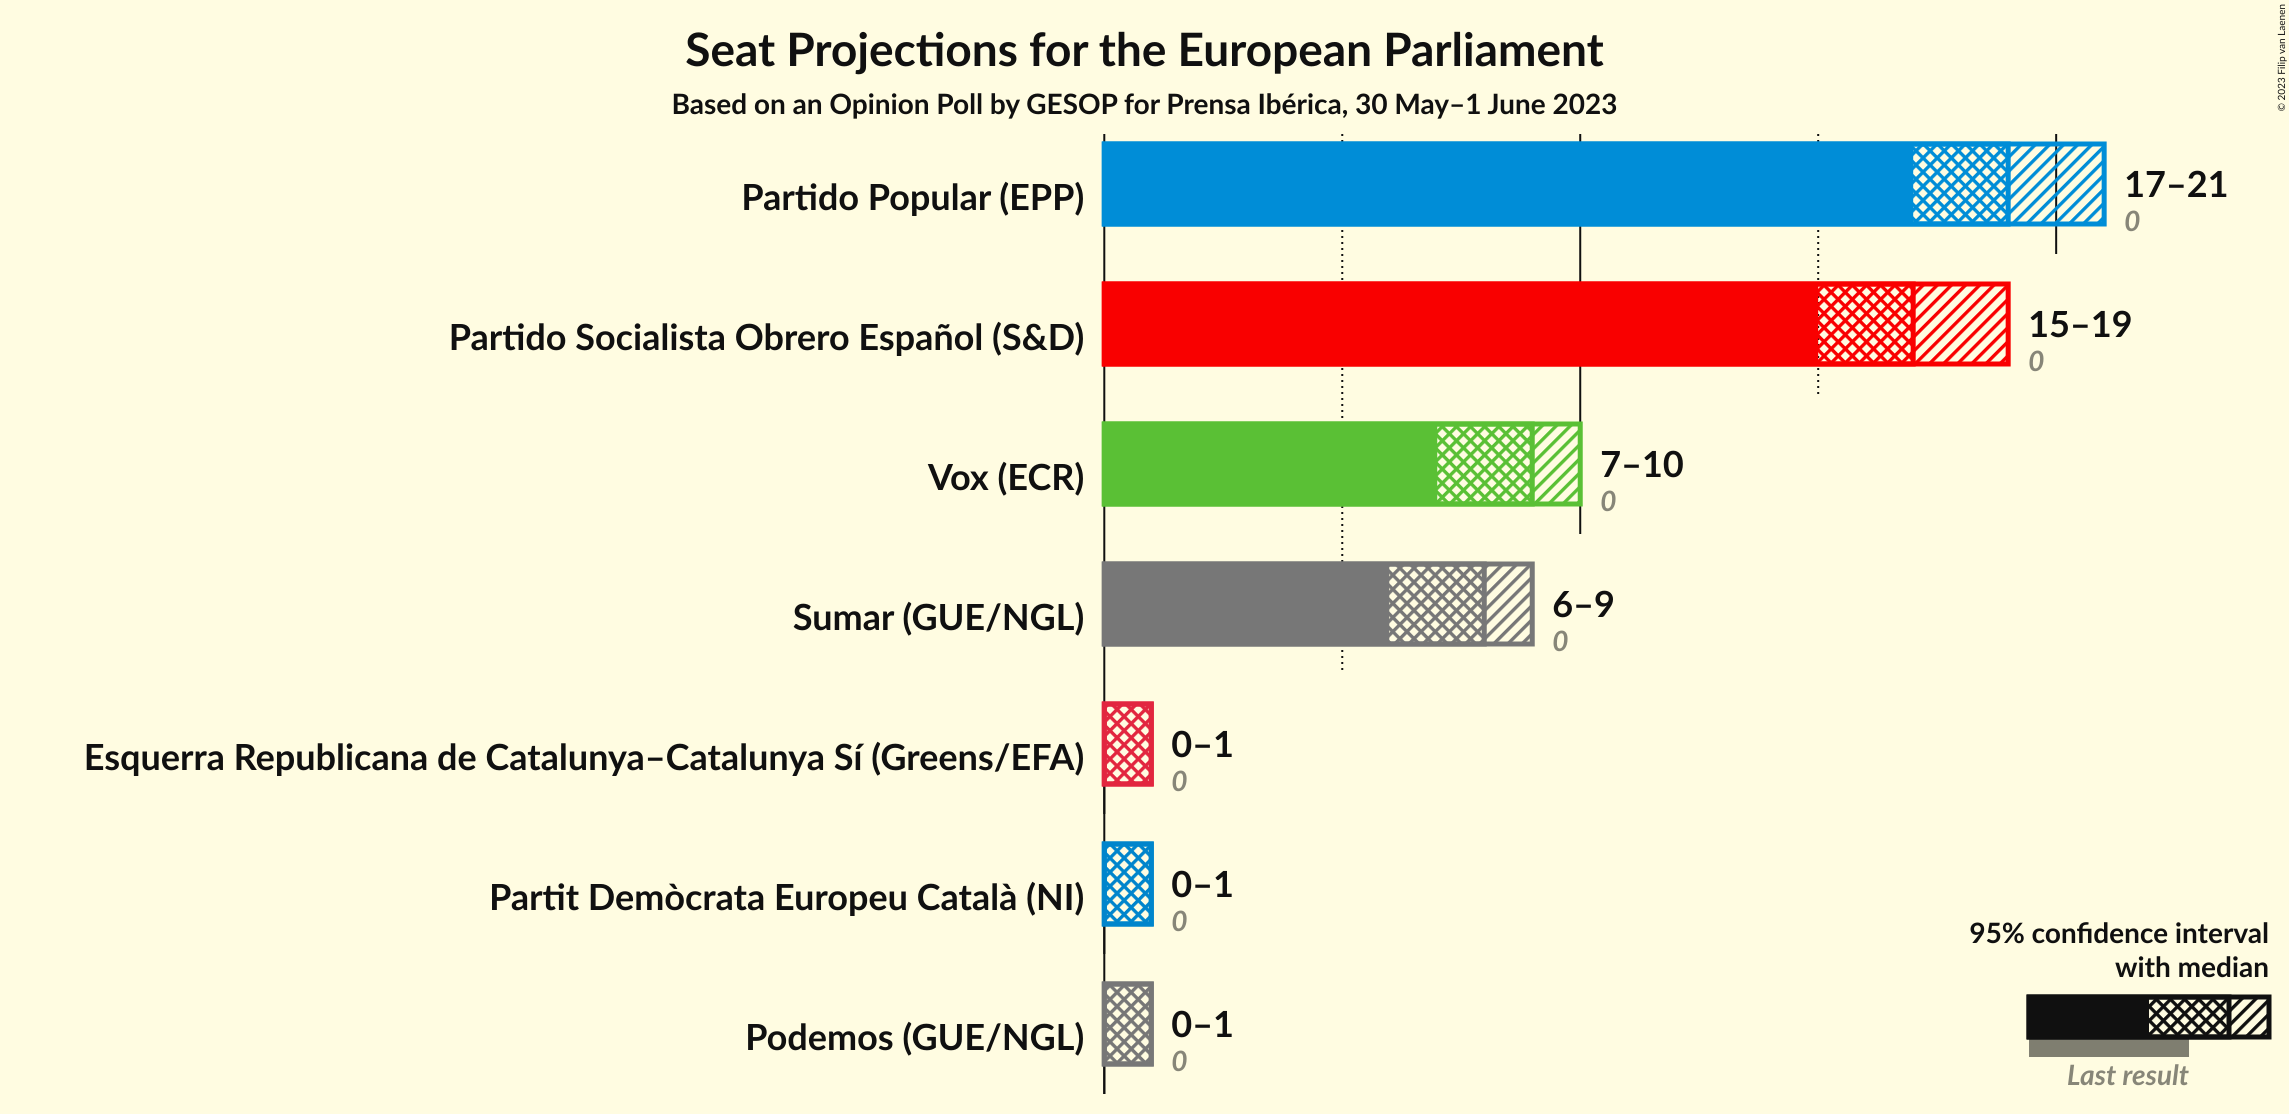 Seat Projections for the European Parliament
Based on an Opinion Poll by GESOP for Prensa Ibérica, 30 May–1 June 2023
© 2023 Filip van Laenen
Partido Popular (EPP)
17–21
0
Partido Socialista Obrero Español (S&D)
15–19
0
Vox (ECR)
7–10
0
Sumar (GUE/NGL)
6–9
0
Esquerra Republicana de Catalunya–Catalunya Sí (Greens/EFA)
0–1
0
Partit Demòcrata Europeu Català (NI)
0–1
0
Podemos (GUE/NGL)
0–1
0
95% confidence interval
with median
Last result